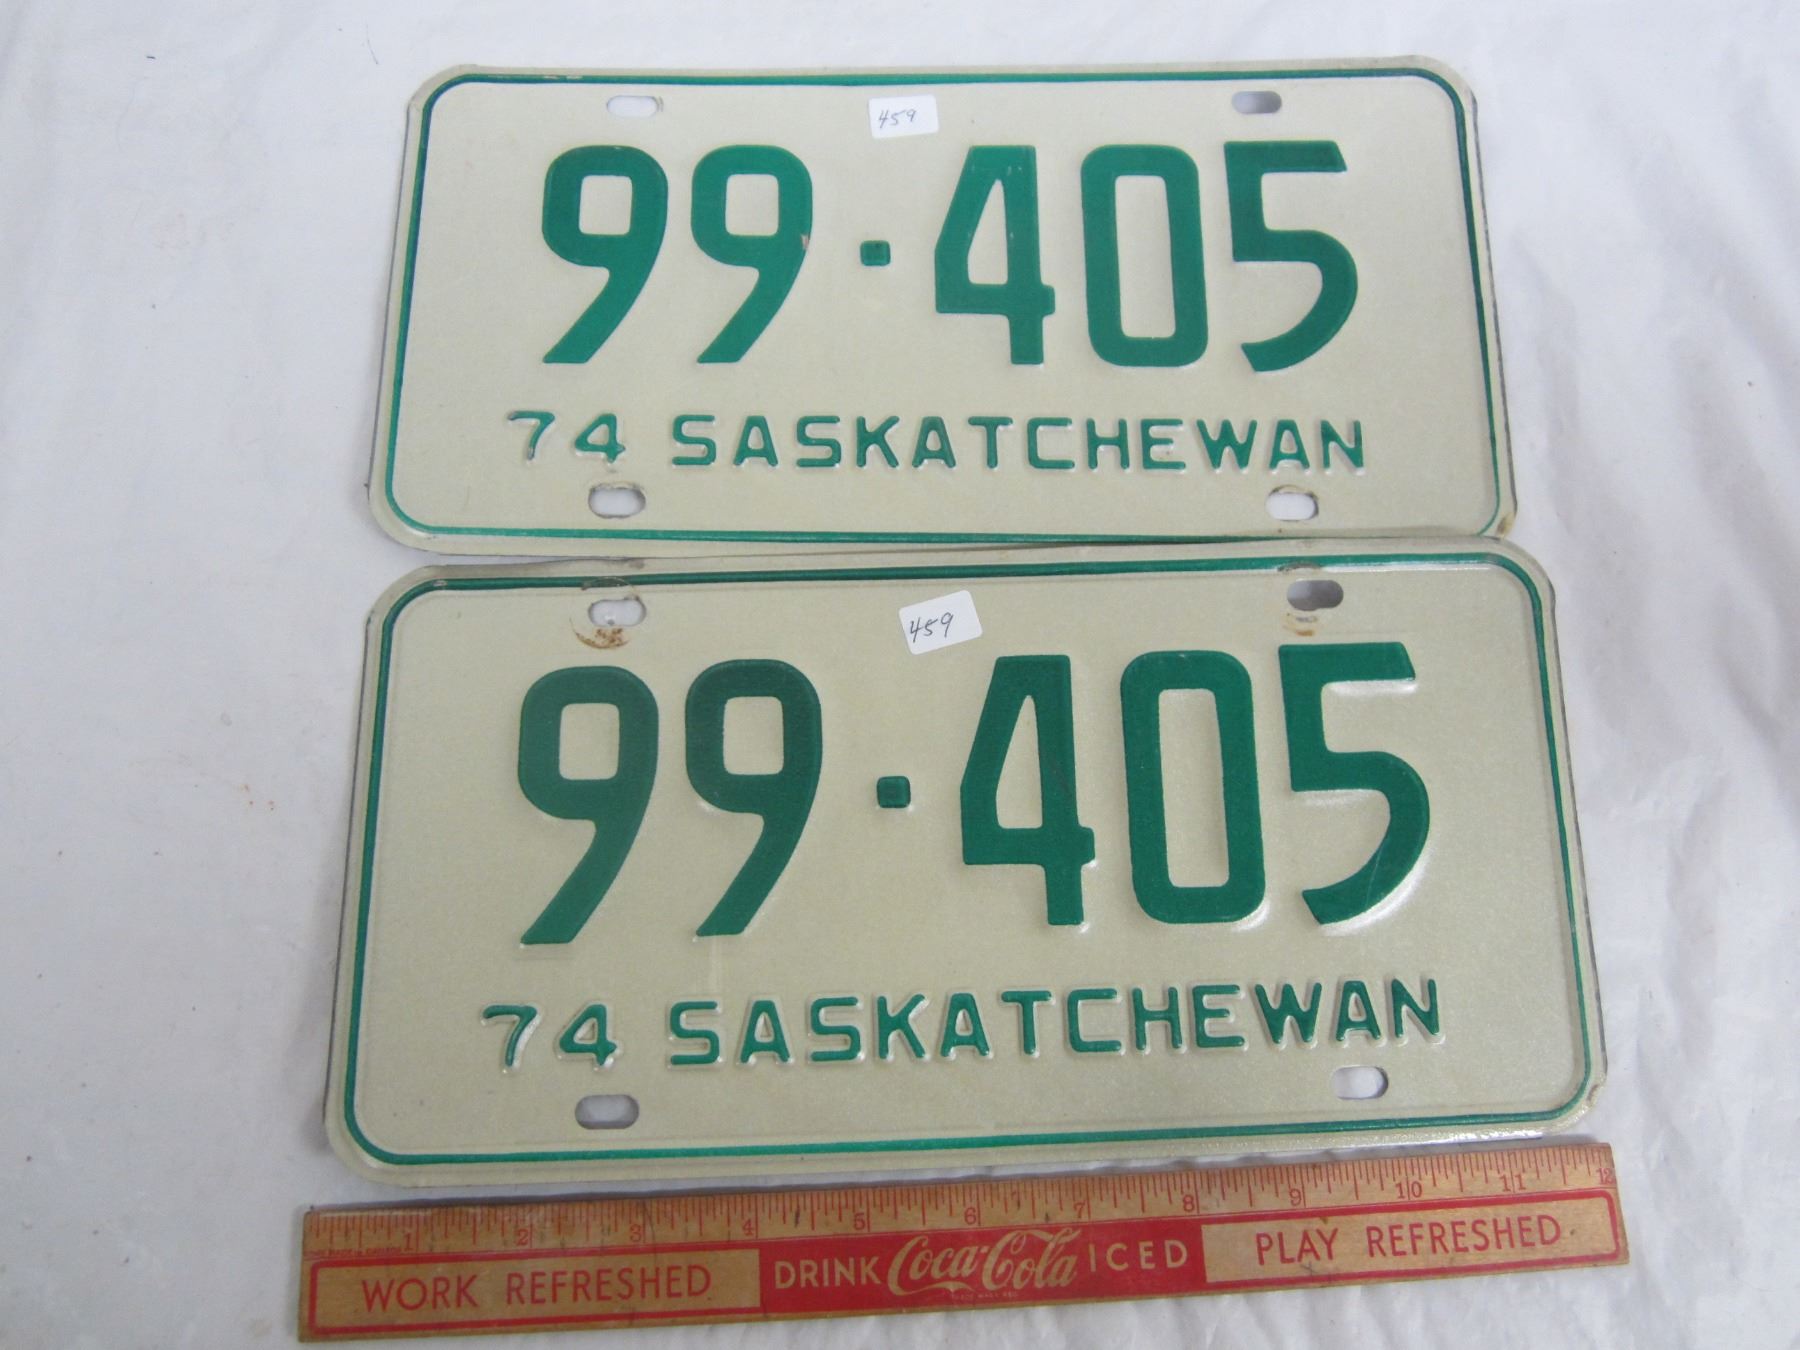 459
99·405
74 SASKATCHEWAN
459
99·405
74 SASKATCHEWAN
1 2 3 4 5 6 7 8 9 10 11 12
WORK REFRESHED DRINK Coca-Cola ICED PLAY REFRESHED